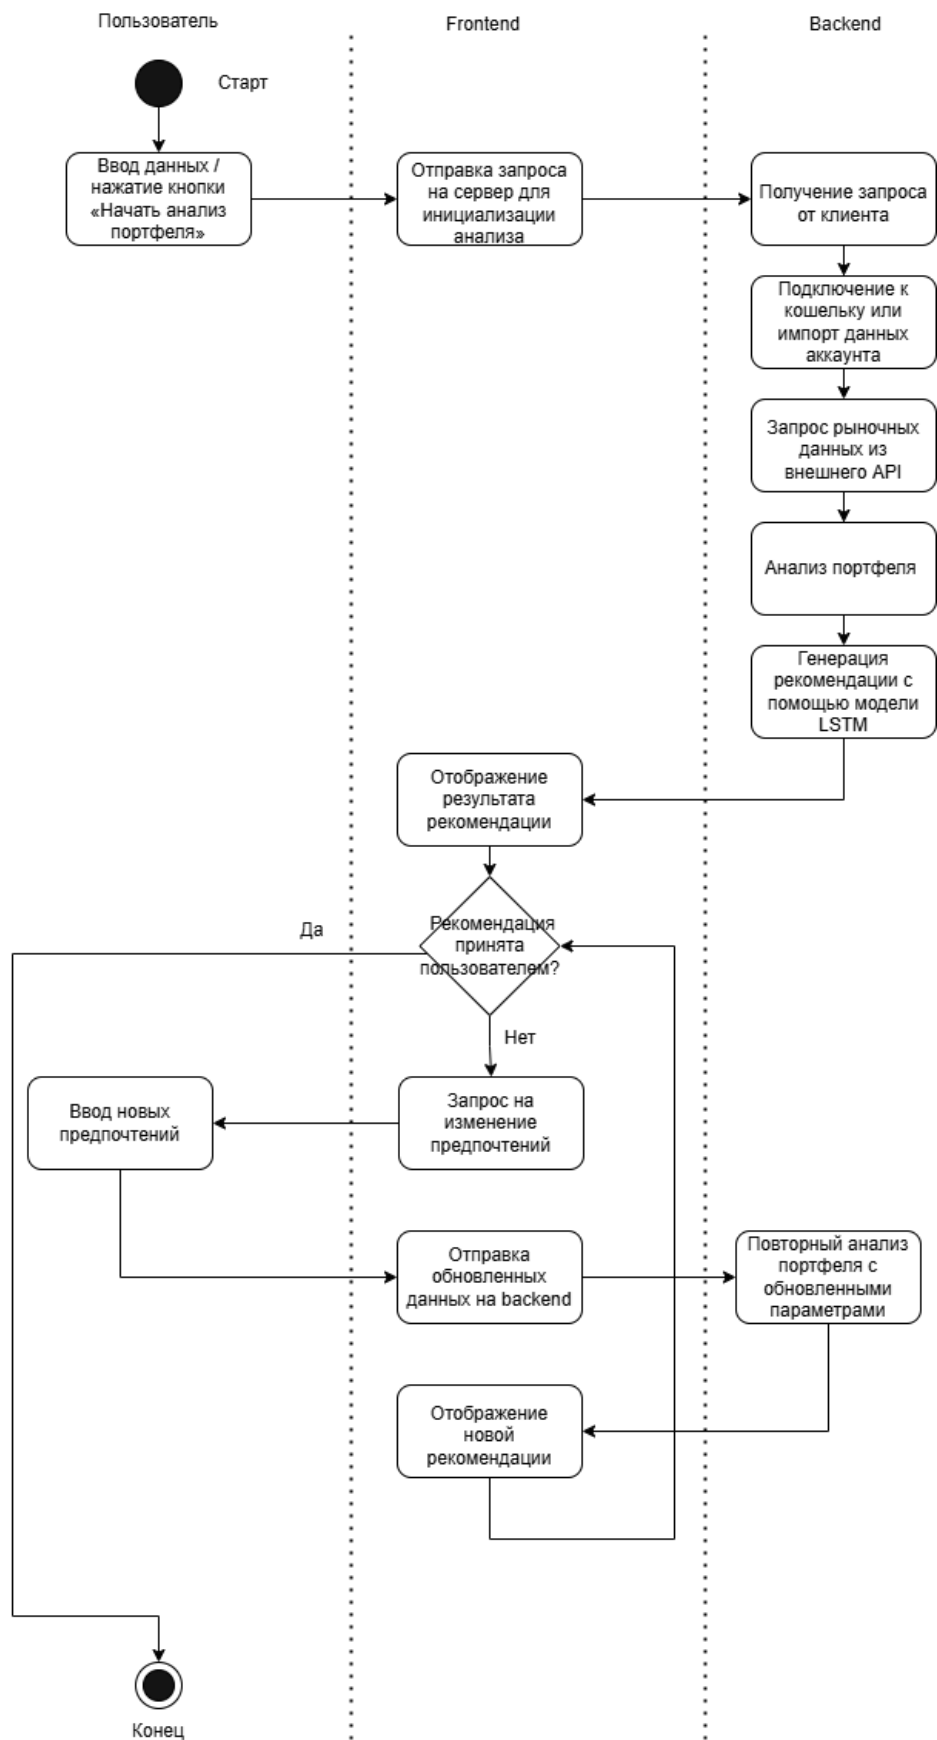 Пользователь
Frontend
Backend
Старт
Ввод данных /
нажатие кнопки
«Начать анализ
портфеля»
Отправка запроса
на сервер для
инициализации
анализа
Получение запроса
от клиента
Подключение к
кошельку или
импорт данных
аккаунта
Запрос рыночных
данных из
внешнего API
Анализ портфеля
Генерация
рекомендации с
помощью модели
LSTM
Отображение
результата
рекомендации
Да
Рекомендация
принята
пользователем?
Нет
Ввод новых
предпочтений
Запрос на
изменение
предпочтений
Отправка
обновленных
данных на backend
Повторный анализ
портфеля с
обновленными
параметрами
Отображение
новой
рекомендации
Конец